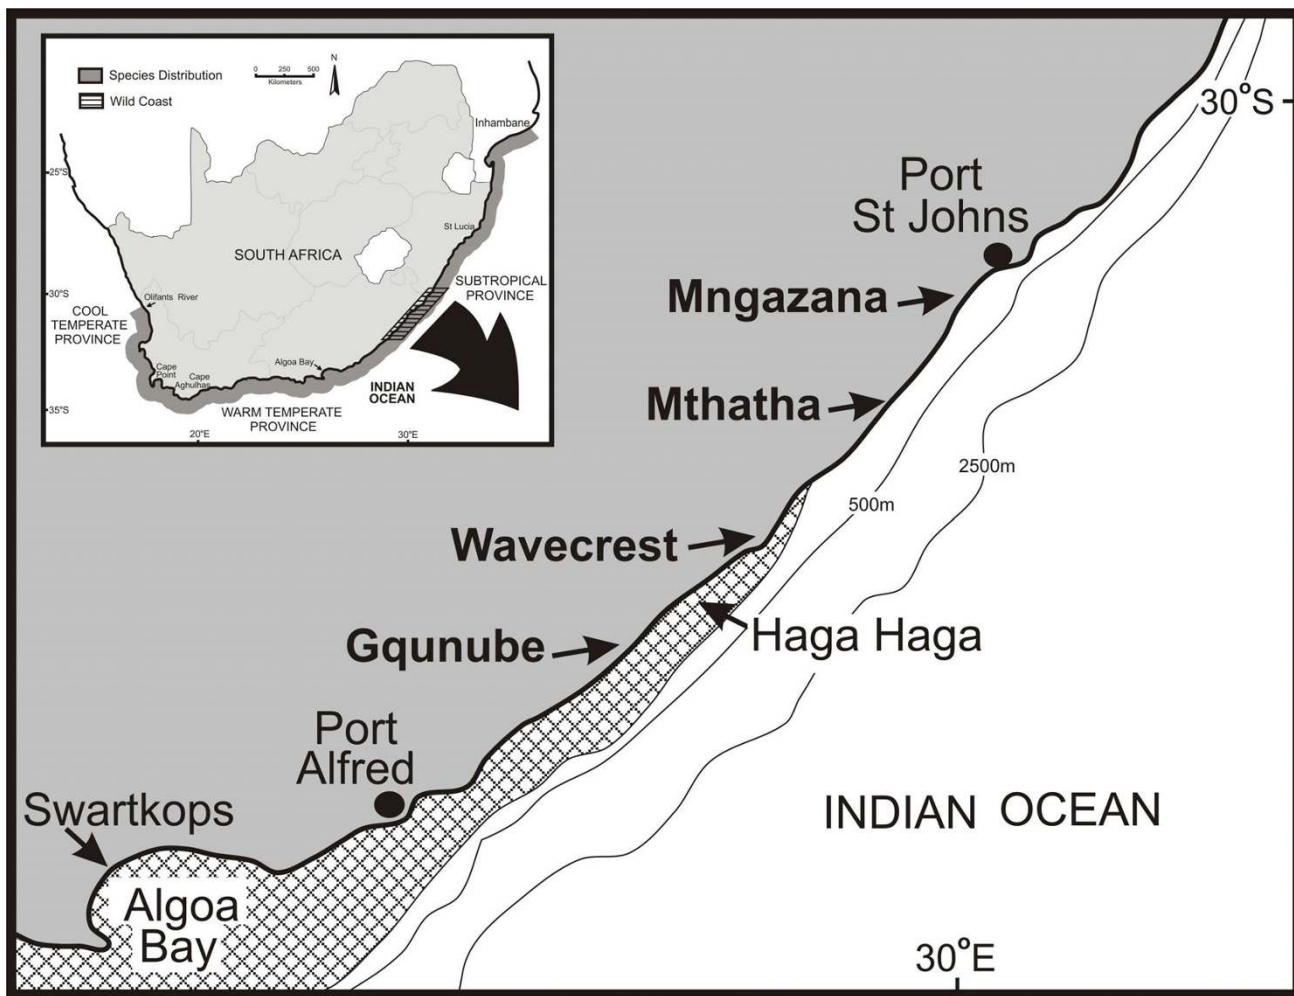 Species Distribution
Wild Coast
0 250 500
Kilometers
N
Inhambane
25°S
St Lucia
SOUTH AFRICA
SUBTROPICAL
PROVINCE
30°S
Olifants River
COOL
TEMPERATE
PROVINCE
Cape
Point
Cape
Aghulhas
Algoa Bay
INDIAN
OCEAN
35°S
WARM TEMPERATE
PROVINCE
20°E
30°E
30°S
Port
St Johns
Mngazana
Mthatha
2500m
500m
Wavecrest
Haga Haga
Gqunube
Port
Alfred
Swartkops
INDIAN OCEAN
Algoa
Bay
30°E